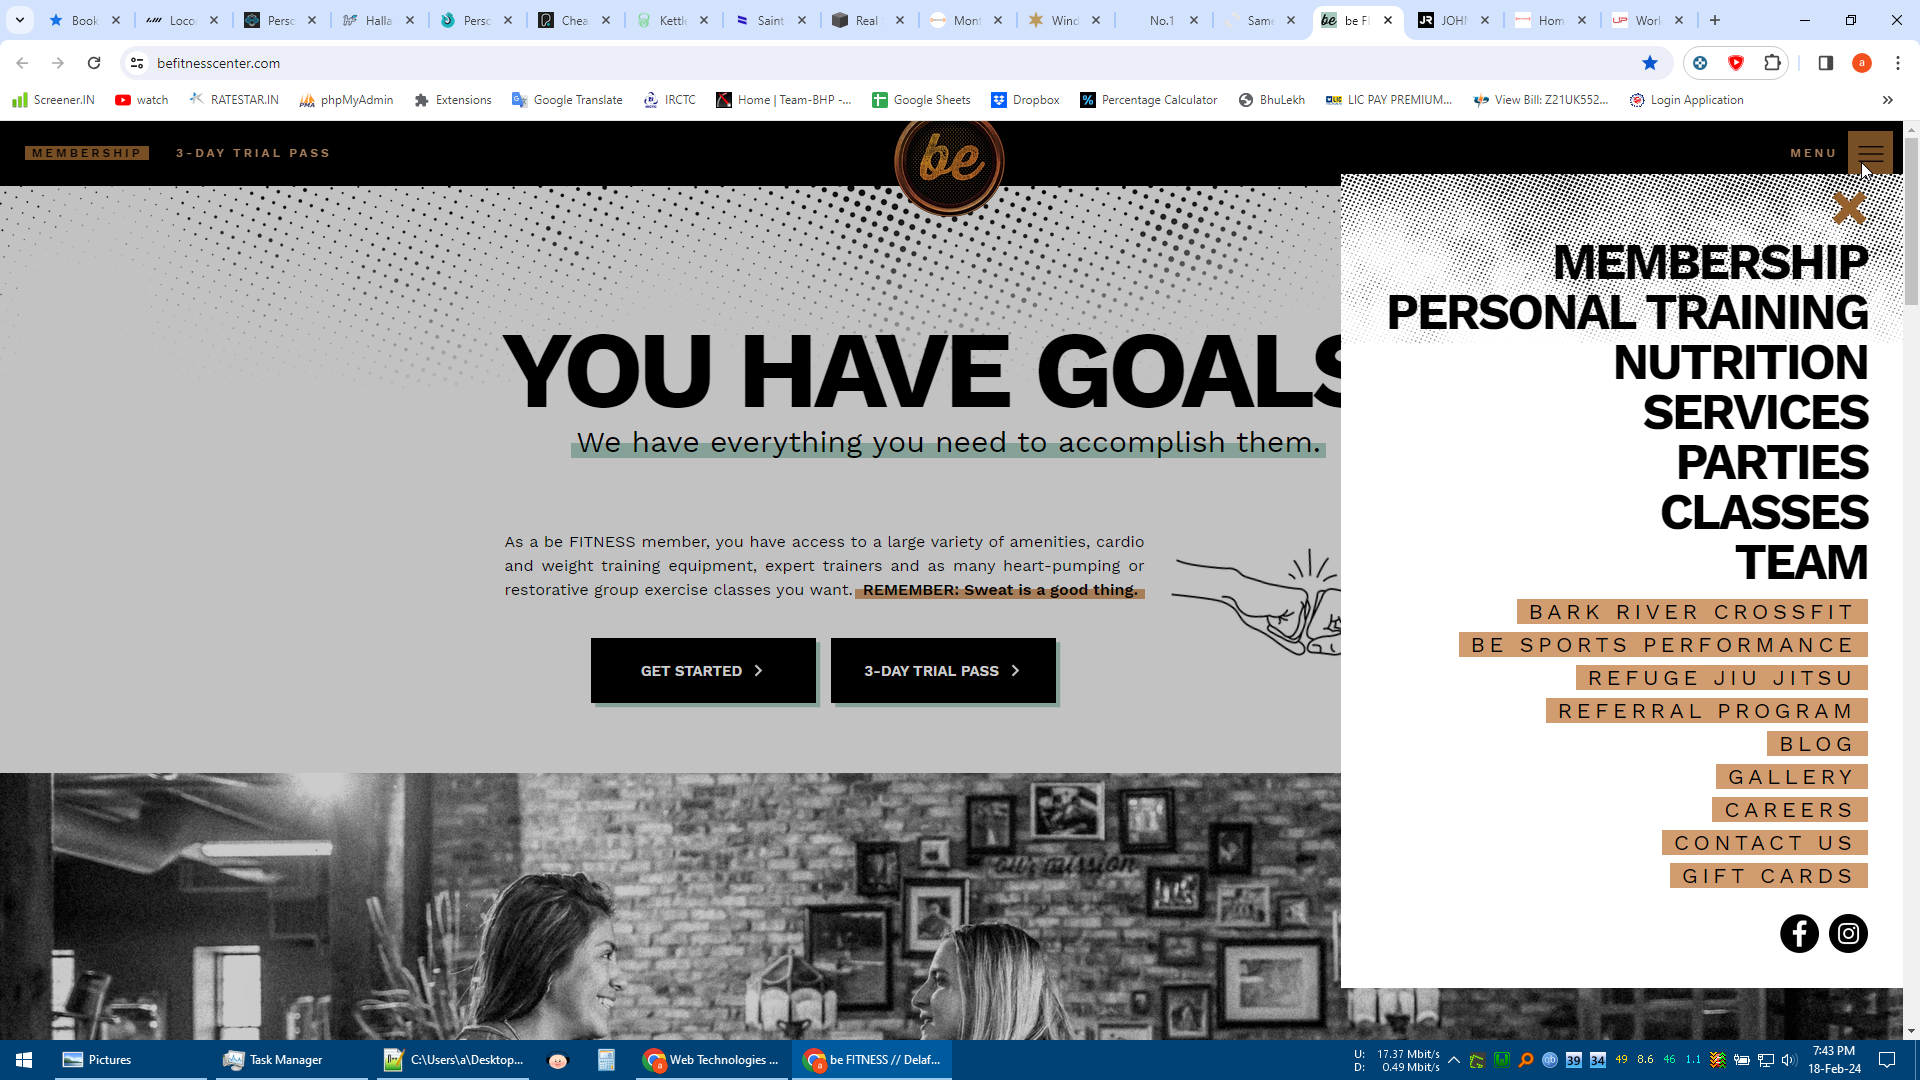 Book
Loco
Perso
Halla
Perso
Chea
Kettle
Saint
Real
Mont
Wind
No.1
Same
be FI
JOHN
Hom
Worl
befitnesscenter.com
a
Screener.IN
watch
RATESTAR.IN
phpMyAdmin
Extensions
Google Translate
IRCTC
Home | Team-BHP -...
Google Sheets
Dropbox
Percentage Calculator
BhuLekh
LIC PAY PREMIUM...
View Bill: Z21UK552...
Login Application
MEMBERSHIP
3-DAY TRIAL PASS
be
MENU
YOU HAVE GOALS
We have everything you need to accomplish them.
As a be FITNESS member, you have access to a large variety of amenities, cardio
and weight training equipment, expert trainers and as many heart-pumping or
restorative group exercise classes you want. REMEMBER: Sweat is a good thing.
GET STARTED
3-DAY TRIAL PASS
MEMBERSHIP
PERSONAL TRAINING
NUTRITION
SERVICES
PARTIES
CLASSES
TEAM
BARK RIVER CROSSFIT
BE SPORTS PERFORMANCE
REFUGE JIU JITSU
REFERRAL PROGRAM
BLOG
GALLERY
CAREERS
CONTACT US
GIFT CARDS
our mission
Pictures
Task Manager
C:\Users\a\Desktop...
Web Technologies ...
be FITNESS // Delaf...
U: 17.37 Mbit/s
D: 0.49 Mbit/s
39
34
49
8.6
46
1.1
7:43 PM
18-Feb-24